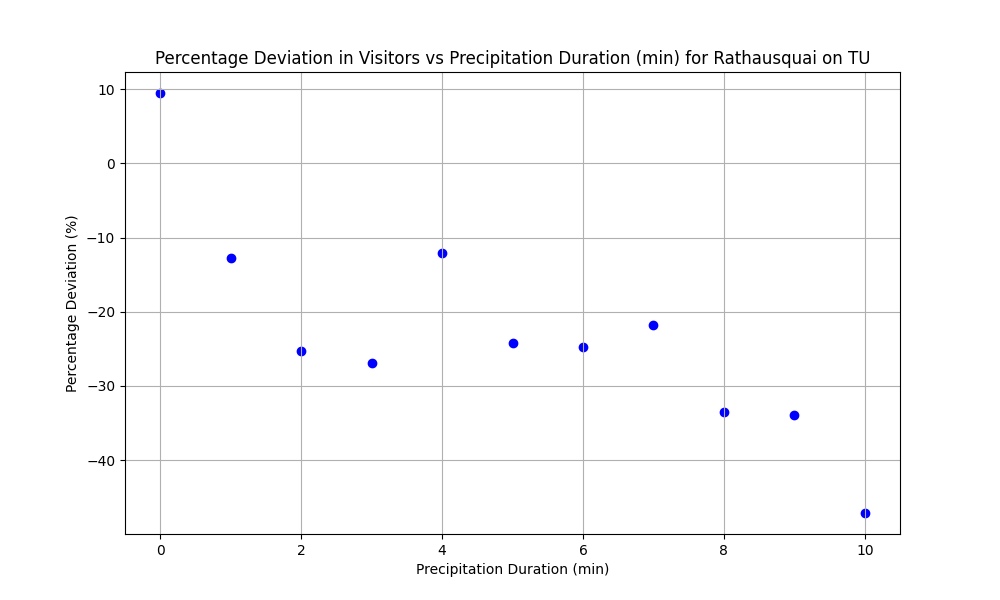 Percentage Deviation in Visitors vs Precipitation Duration (min) for Rathausquai on TU
Percentage Deviation (%)
10
0
−10
−20
−30
−40
0 2 4 6 8 10
Precipitation Duration (min)